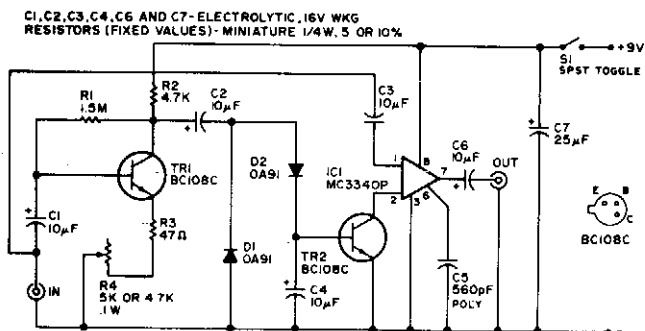 C1,C2,C3,C4,C6 AND C7-ELECTROLYTIC,16V WKG
RESISTORS (FIXED VALUES)- MINIATURE 1/4W, 5 OR 10%
+9V
S1
SPST TOGGLE
R2
4.7K
C2
10µF
+
R1
1.5M
C3
10µF
+
C7
25µF
+
C6
10µF
+
OUT
D2
OA91
IC1
MC3340P
1
8
7
2
3
6
TR1
BC108C
E
B
C
BC108C
C1
10µF
+
R3
47Ω
D1
OA91
TR2
BC108C
C5
560pF
POLY
IN
R4
5K OR 4.7K
.1W
C4
10µF
+